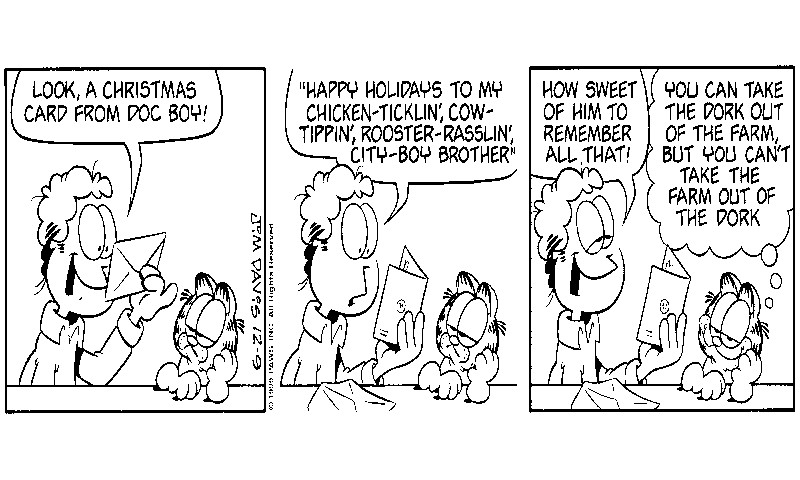 LOOK, A CHRISTMAS
CARD FROM DOC BOY!
JIM DAVIS 12-9
"HAPPY HOLIDAYS TO MY
CHICKEN-TICKLIN', COW-
TIPPIN', ROOSTER-RASSLIN',
CITY-BOY BROTHER"
HOW SWEET
OF HIM TO
REMEMBER
ALL THAT!
YOU CAN TAKE
THE DORK OUT
OF THE FARM,
BUT YOU CAN'T
TAKE THE
FARM OUT OF
THE DORK